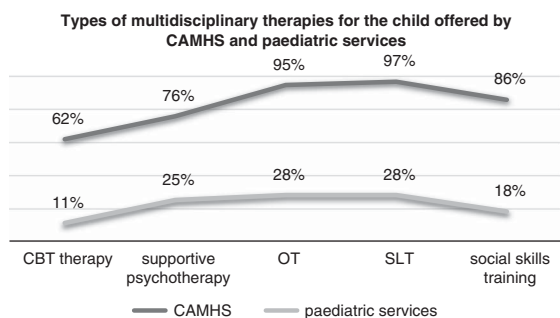 Types of multidisciplinary therapies for the child offered by
CAMHS and paediatric services
95%
97%
86%
76%
62%
28%
28%
25%
18%
11%
CBT therapy
supportive
psychotherapy
OT
SLT
social skills
training
CAMHS
paediatric services